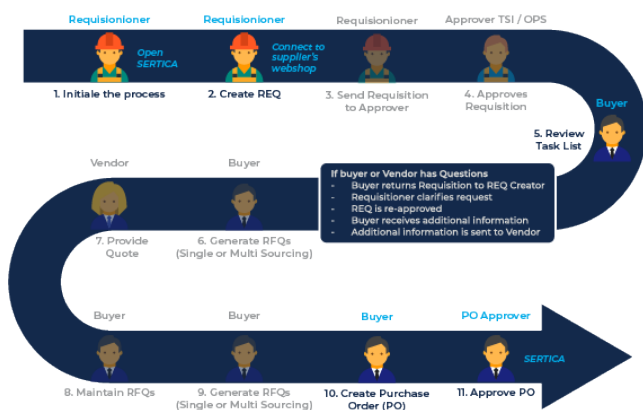 Requisionioner
Requisionioner
Requisionioner
Approver TSI / OPS
Open
SERTICA
Connect to
supplier's
webshop
1. Initiale the process
2. Create REQ
3. Send Requisition
to Approver
4. Approves
Requisition
Buyer
5. Review
Task List
Vendor
Buyer
If buyer or Vendor has Questions
- Buyer returns Requisition to REQ Creator
- Requisitioner clarifies request
- REQ is re-approved
- Buyer receives additional information
- Additional information is sent to Vendor
7. Provide
Quote
6. Generate RFQs
(Single or Multi Sourcing)
Buyer
Buyer
Buyer
PO Approver
SERTICA
8. Maintain RFQs
9. Generate RFQs
(Single or Multi Sourcing)
10. Create Purchase
Order (PO)
11. Approve PO